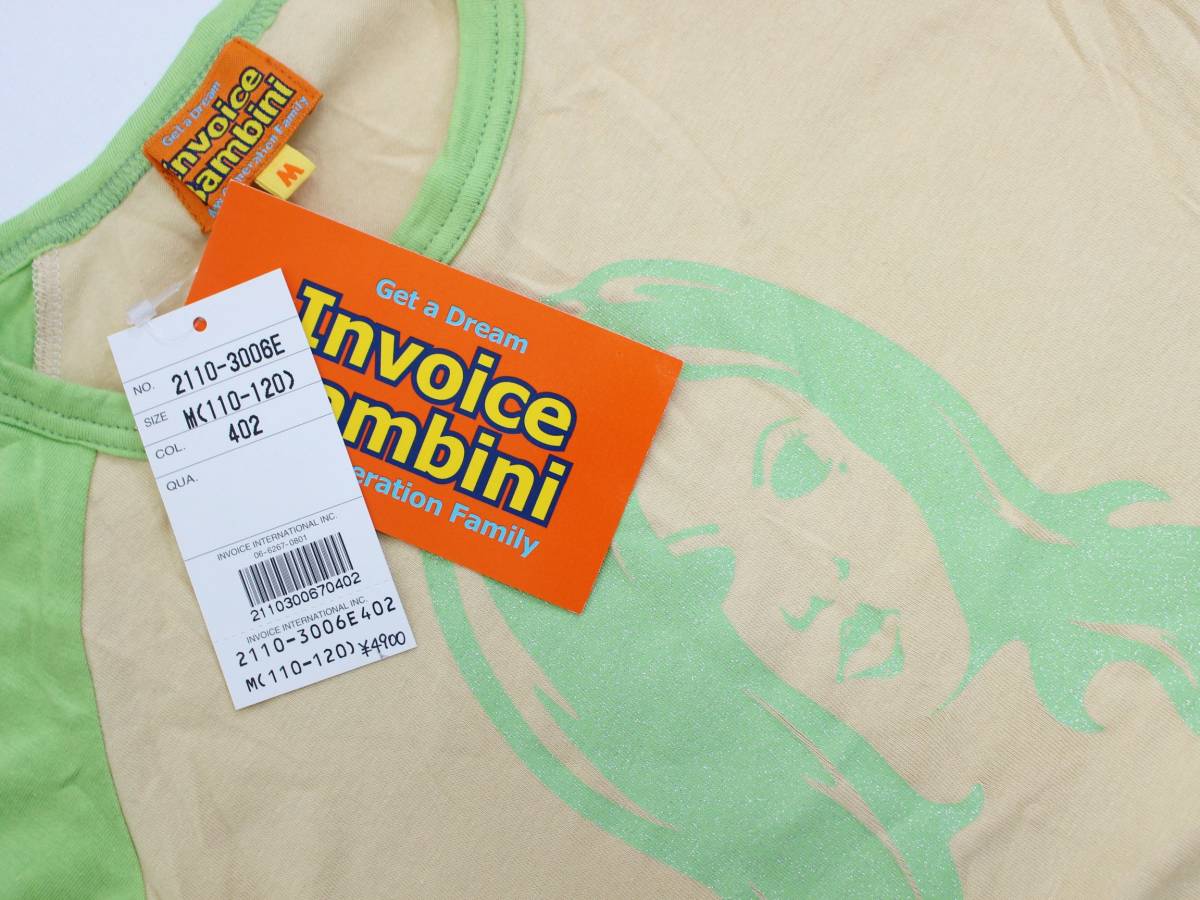 Get a Dream
Invoice
Bambini
Generation Family
M
Get a Dream
Invoice
ambini
eration Family
NO. 2110-3006E
SIZE M(110-120)
COL. 402
QUA.
INVOICE INTERNATIONAL INC.
06-6267-0801
2110300670402
INVOICE INTERNATIONAL INC.
2110-3006E402
M(110-120) ¥4900